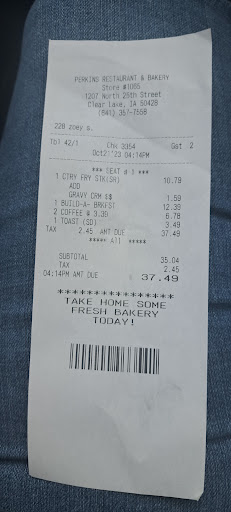 PERKINS RESTAURANT & BAKERY
Store #1065
1207 North 25th Street
Clear Lake, IA 50428
(641) 357-7558
228 zoey s.
Tbl 42/1 Chk 3354 Gst 2
Oct21'23 04:14PM
*** SEAT # 1 ***
1 CTRY FRY STK(SR) 10.79
ADD
GRAVY CRM $$ 1.59
1 BUILD-A- BRKFST 12.39
2 COFFEE @ 3.39 6.78
1 TOAST (SD) 3.49
TAX 2.45 AMT DUE 37.49
***** All *****
SUBTOTAL 35.04
TAX 2.45
04:14PM AMT DUE 37.49
****************
TAKE HOME SOME
FRESH BAKERY
TODAY!